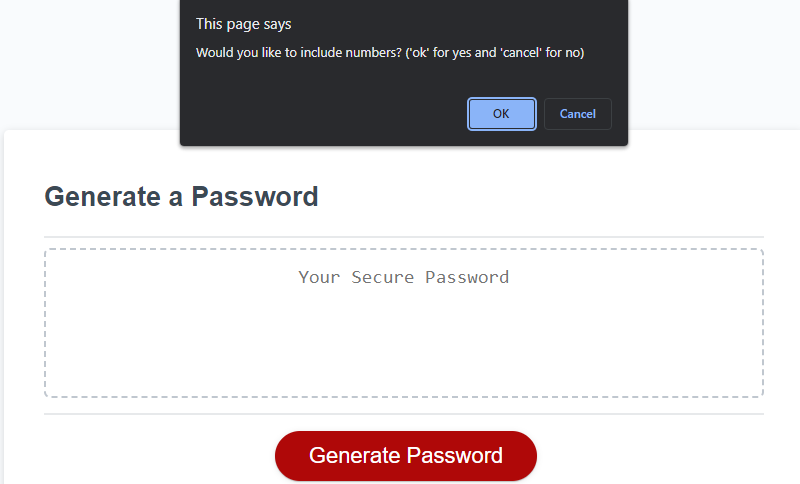 This page says
Would you like to include numbers? ('ok' for yes and 'cancel' for no)
OK
Cancel
Generate a Password
Your Secure Password
Generate Password